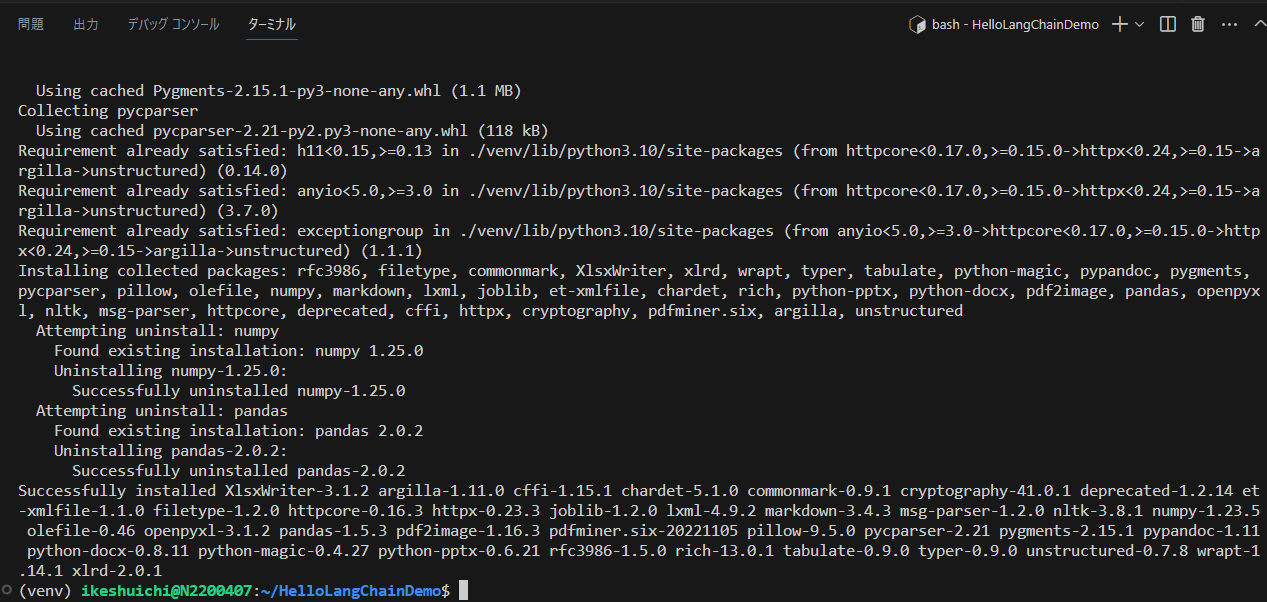 問題 出力 デバッグ コンソール ターミナル bash - HelloLangChainDemo
Using cached Pygments-2.15.1-py3-none-any.whl (1.1 MB)
Collecting pycparser
Using cached pycparser-2.21-py2.py3-none-any.whl (118 kB)
Requirement already satisfied: h11<0.15,>=0.13 in ./venv/lib/python3.10/site-packages (from httpcore<0.17.0,>=0.15.0->httpx<0.24,>=0.15->a
rgilla->unstructured) (0.14.0)
Requirement already satisfied: anyio<5.0,>=3.0 in ./venv/lib/python3.10/site-packages (from httpcore<0.17.0,>=0.15.0->httpx<0.24,>=0.15->a
rgilla->unstructured) (3.7.0)
Requirement already satisfied: exceptiongroup in ./venv/lib/python3.10/site-packages (from anyio<5.0,>=3.0->httpcore<0.17.0,>=0.15.0->http
x<0.24,>=0.15->argilla->unstructured) (1.1.1)
Installing collected packages: rfc3986, filetype, commonmark, XlsxWriter, xlrd, wrapt, typer, tabulate, python-magic, pypandoc, pygments,
pycparser, pillow, olefile, numpy, markdown, lxml, joblib, et-xmlfile, chardet, rich, python-pptx, python-docx, pdf2image, pandas, openpyx
l, nltk, msg-parser, httpcore, deprecated, cffi, httpx, cryptography, pdfminer.six, argilla, unstructured
Attempting uninstall: numpy
Found existing installation: numpy 1.25.0
Uninstalling numpy-1.25.0:
Successfully uninstalled numpy-1.25.0
Attempting uninstall: pandas
Found existing installation: pandas 2.0.2
Uninstalling pandas-2.0.2:
Successfully uninstalled pandas-2.0.2
Successfully installed XlsxWriter-3.1.2 argilla-1.11.0 cffi-1.15.1 chardet-5.1.0 commonmark-0.9.1 cryptography-41.0.1 deprecated-1.2.14 et
-xmlfile-1.1.0 filetype-1.2.0 httpcore-0.16.3 httpx-0.23.3 joblib-1.2.0 lxml-4.9.2 markdown-3.4.3 msg-parser-1.2.0 nltk-3.8.1 numpy-1.23.5
olefile-0.46 openpyxl-3.1.2 pandas-1.5.3 pdf2image-1.16.3 pdfminer.six-20221105 pillow-9.5.0 pycparser-2.21 pygments-2.15.1 pypandoc-1.11
python-docx-0.8.11 python-magic-0.4.27 python-pptx-0.6.21 rfc3986-1.5.0 rich-13.0.1 tabulate-0.9.0 typer-0.9.0 unstructured-0.7.8 wrapt-1
.14.1 xlrd-2.0.1
(venv) ikeshuichi@N2200407:~/HelloLangChainDemo$